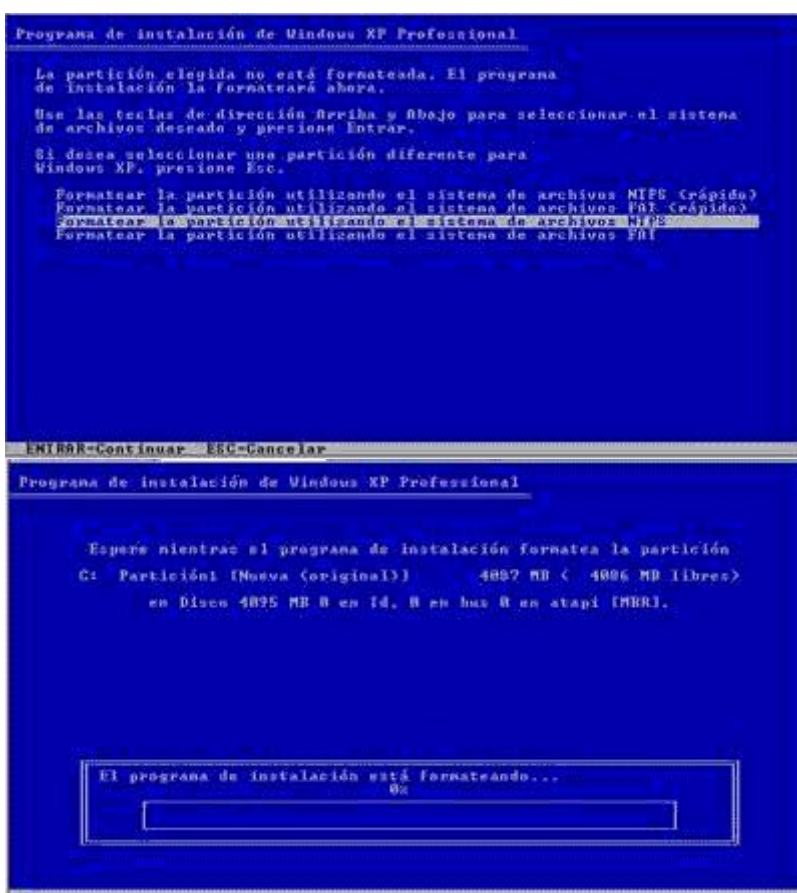 Programa de instalación de Windows XP Professional
La partición elegida no está formateada. El programa
de instalación la formateará ahora.
Use las teclas de dirección Arriba y Abajo para seleccionar el sistema
de archivos deseado y presione Entrar.
Si desea seleccionar una partición diferente para
Windows XP, presione Esc.
Formatear la partición utilizando el sistema de archivos NTFS (rápido)
Formatear la partición utilizando el sistema de archivos FAT (rápido)
Formatear la partición utilizando el sistema de archivos NTFS
Formatear la partición utilizando el sistema de archivos FAT
ENTRAR=Continuar ESC=Cancelar
Programa de instalación de Windows XP Professional
Espere mientras el programa de instalación formatea la partición
C: Partición1 [Nueva (original)] 4087 MB ( 4086 MB libres)
en Disco 4095 MB 0 en Id. 0 en bus 0 en atapi [MBR].
El programa de instalación está formateando...
0%